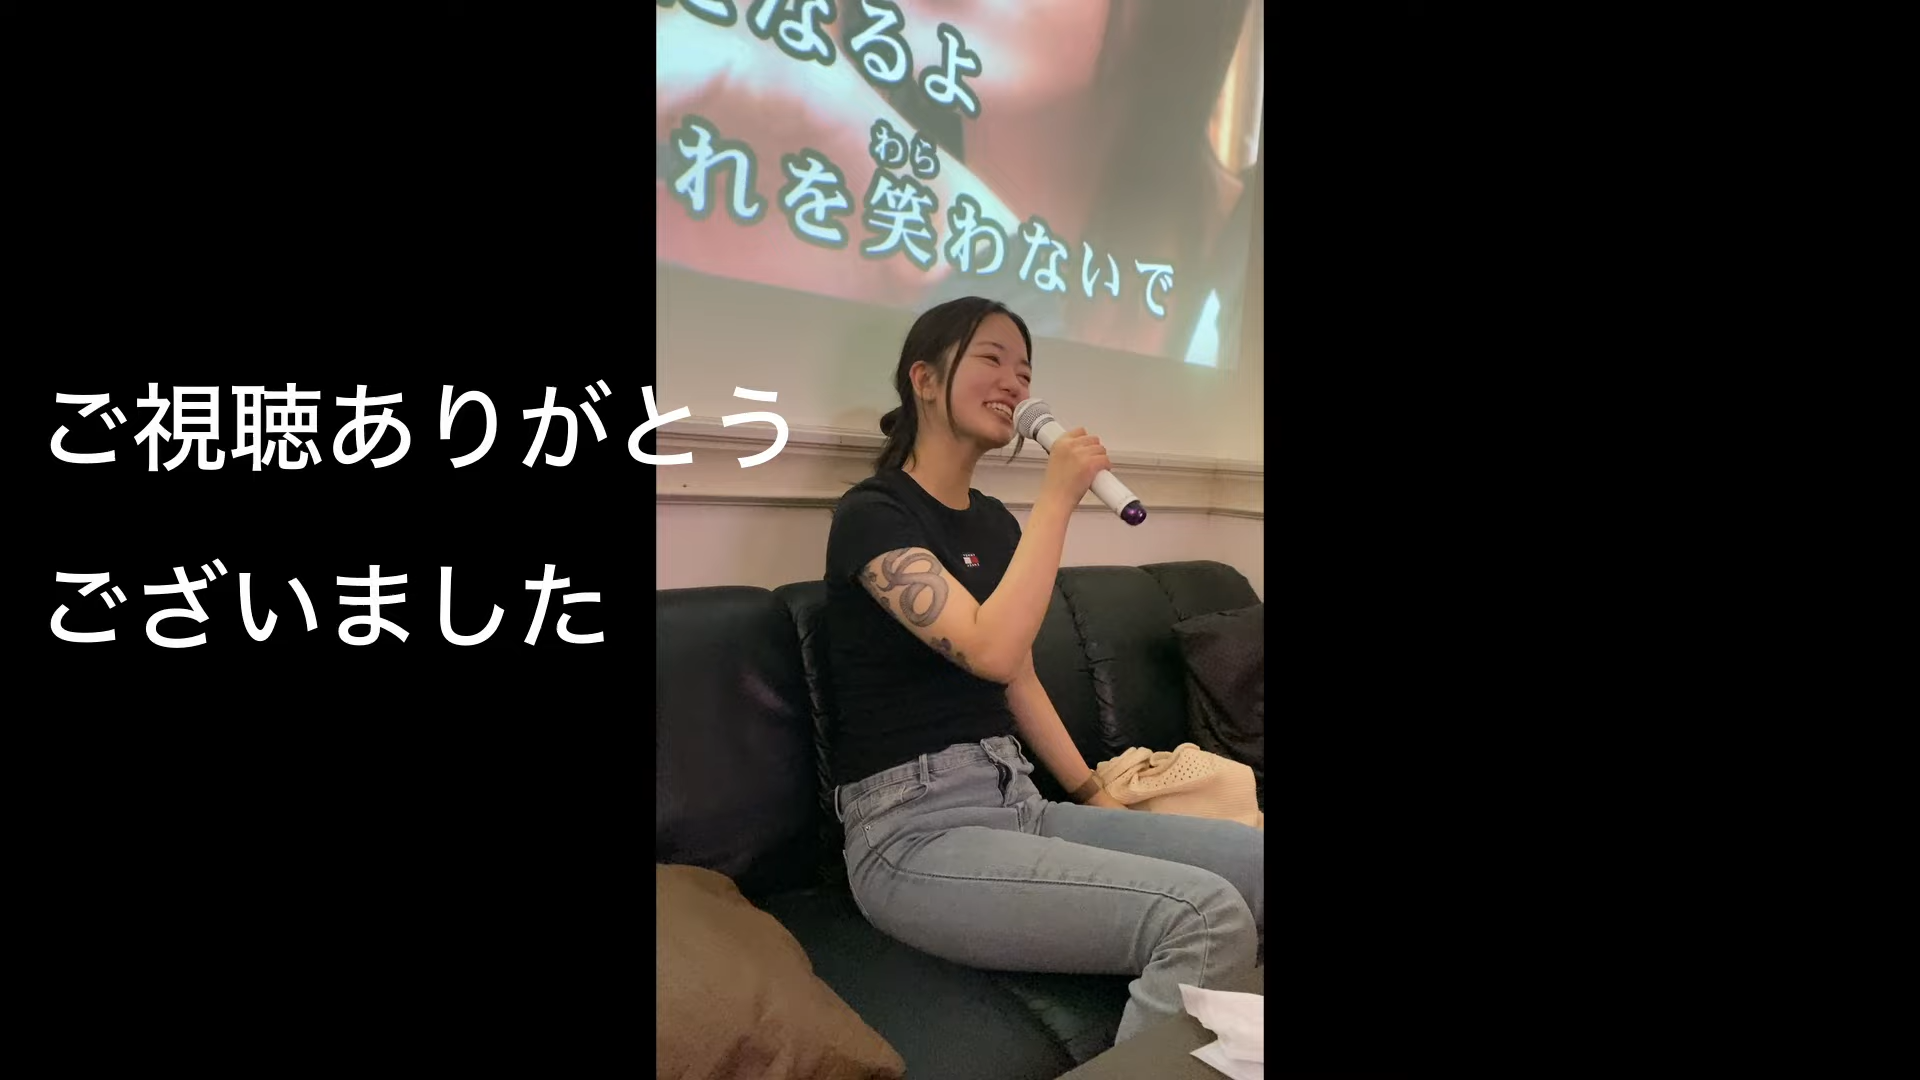 なるよ
れを笑わないで
わら
ご視聴ありがとう
ございました